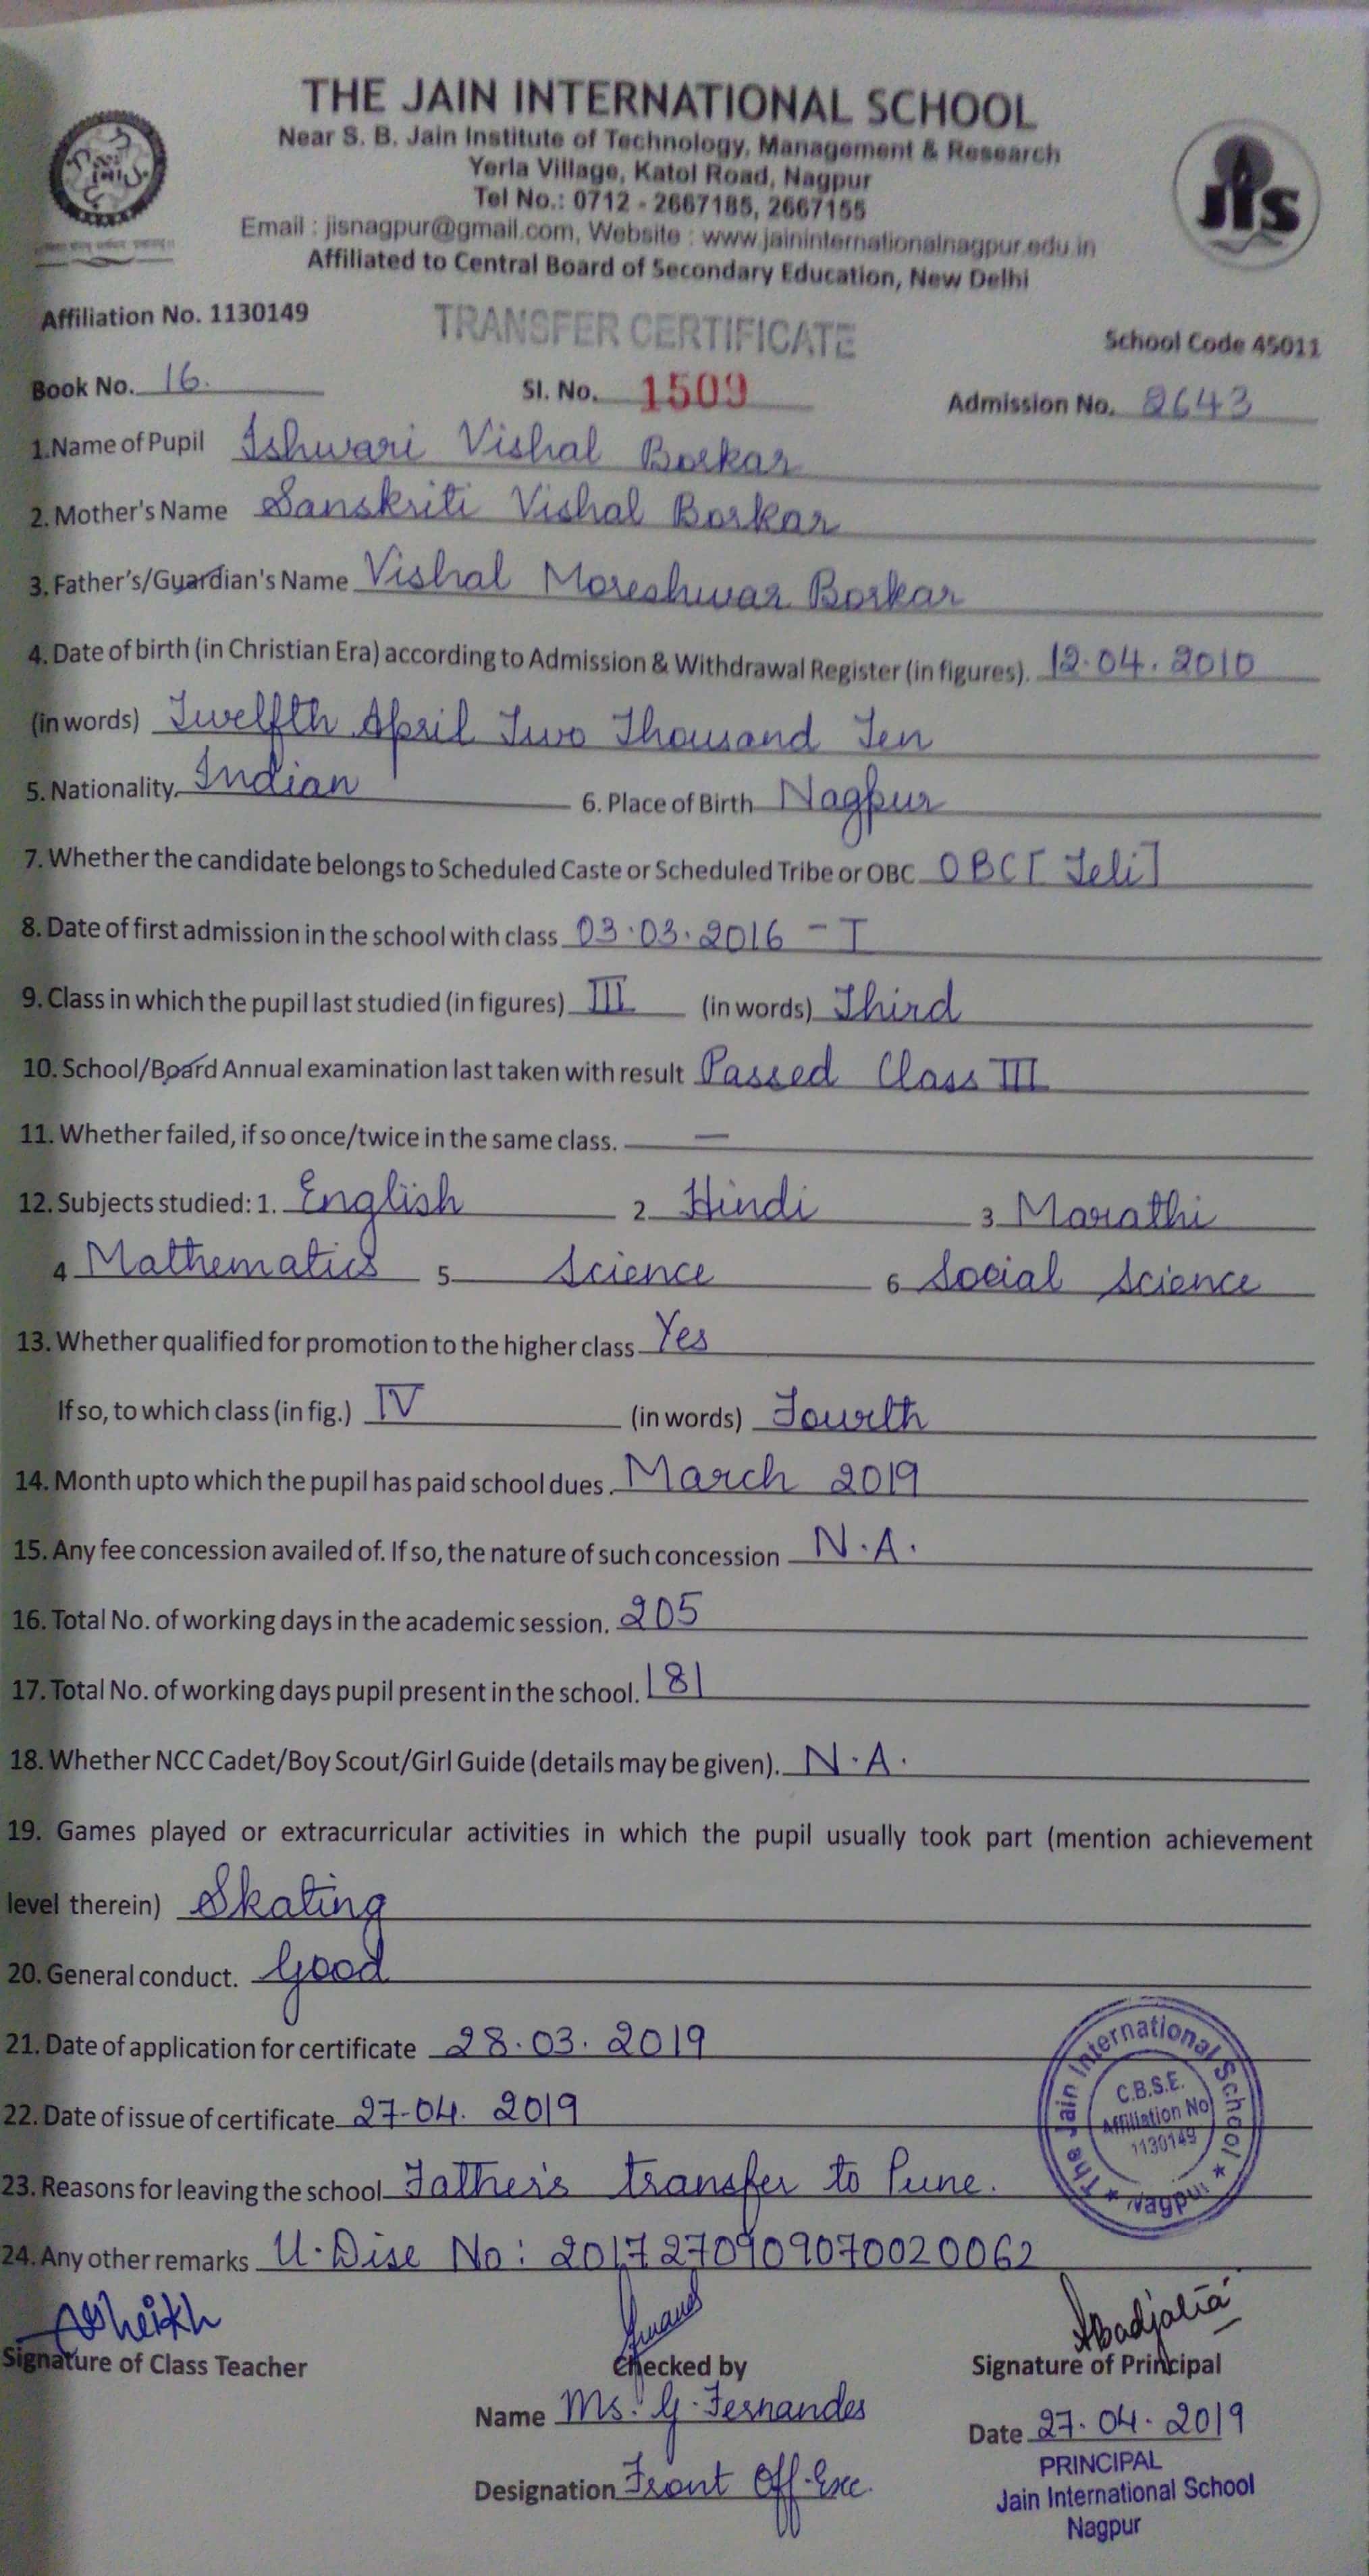 THE JAIN INTERNATIONAL SCHOOL
Near S. B. Jain Institute of Technology, Management & Research
Yerla Village, Katol Road, Nagpur
Tel No.: 0712 - 2667185, 2667155
Email : jisnagpur@gmail.com, Website : www.jaininternationalnagpur.edu.in
Affiliated to Central Board of Secondary Education, New Delhi
jis
Affiliation No. 1130149
TRANSFER CERTIFICATE
School Code 45011
Book No. 16.
Sl. No. 1509
Admission No. 2643
1.Name of Pupil Ishwari Vishal Borkar
2. Mother's Name Sanskriti Vishal Borkar
3. Father's/Guardian's Name Vishal Moreshwar Borkar
4. Date of birth (in Christian Era) according to Admission & Withdrawal Register (in figures). 12.04.2010
(in words) Twelfth April Two Thousand Ten
5. Nationality. Indian 6. Place of Birth Nagpur
7. Whether the candidate belongs to Scheduled Caste or Scheduled Tribe or OBC OBC [Teli]
8. Date of first admission in the school with class 03.03.2016 - I
9. Class in which the pupil last studied (in figures) III (in words) Third
10. School/Board Annual examination last taken with result Passed Class III
11. Whether failed, if so once/twice in the same class. —
12. Subjects studied: 1. English 2 Hindi 3 Marathi
4 Mathematics 5 Science 6 Social Science
13. Whether qualified for promotion to the higher class Yes
If so, to which class (in fig.) IV (in words) Fourth
14. Month upto which the pupil has paid school dues. March 2019
15. Any fee concession availed of. If so, the nature of such concession N.A.
16. Total No. of working days in the academic session. 205
17. Total No. of working days pupil present in the school. 181
18. Whether NCC Cadet/Boy Scout/Girl Guide (details may be given). N.A.
19. Games played or extracurricular activities in which the pupil usually took part (mention achievement
level therein) Skating
20. General conduct. Good
21. Date of application for certificate 28.03.2019
22. Date of issue of certificate 27-04.2019
23. Reasons for leaving the school Father's transfer to Pune.
24. Any other remarks U-Dise No: 2017270909070020062
The Jain International School ★ Nagpur ★
C.B.S.E.
Affiliation No
1130149
Signature of Class Teacher
Checked by
Signature of Principal
Name Ms. G. Fernandes
Date 27.04.2019
Designation Front Off. Exe.
PRINCIPAL
Jain International School
Nagpur